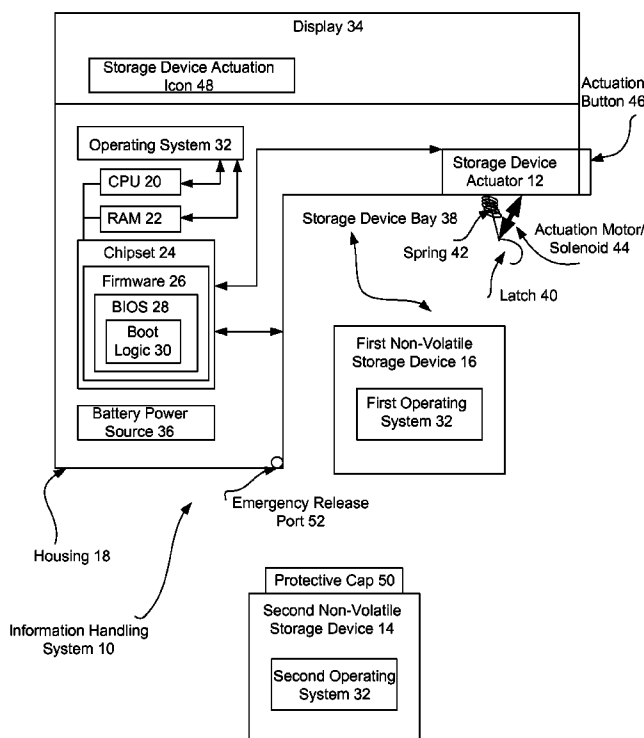 Display 34
Storage Device Actuation
Icon 48
Actuation
Button 46
Operating System 32
CPU 20
RAM 22
Storage Device
Actuator 12
Storage Device Bay 38
Spring 42
Actuation Motor/
Solenoid 44
Latch 40
Chipset 24
Firmware 26
BIOS 28
Boot
Logic 30
First Non-Volatile
Storage Device 16
First Operating
System 32
Battery Power
Source 36
Emergency Release
Port 52
Housing 18
Information Handling
System 10
Protective Cap 50
Second Non-Volatile
Storage Device 14
Second Operating
System 32